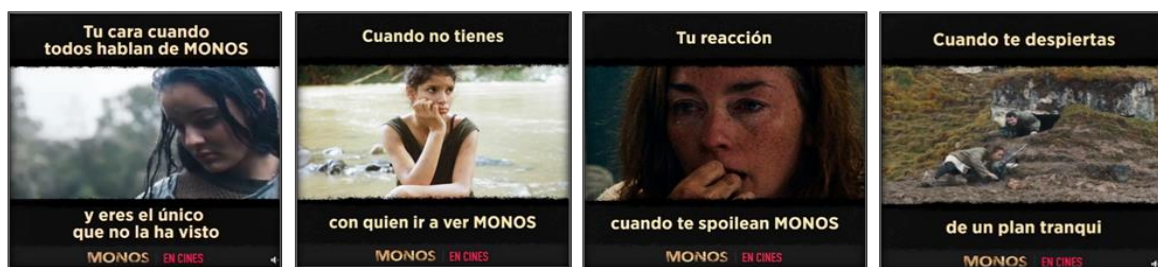 Tu cara cuando
todos hablan de MONOS
y eres el único
que no la ha visto
MONOS EN CINES
Cuando no tienes
con quien ir a ver MONOS
MONOS EN CINES
Tu reacción
cuando te spoilean MONOS
MONOS EN CINES
Cuando te despiertas
de un plan tranqui
MONOS EN CINES